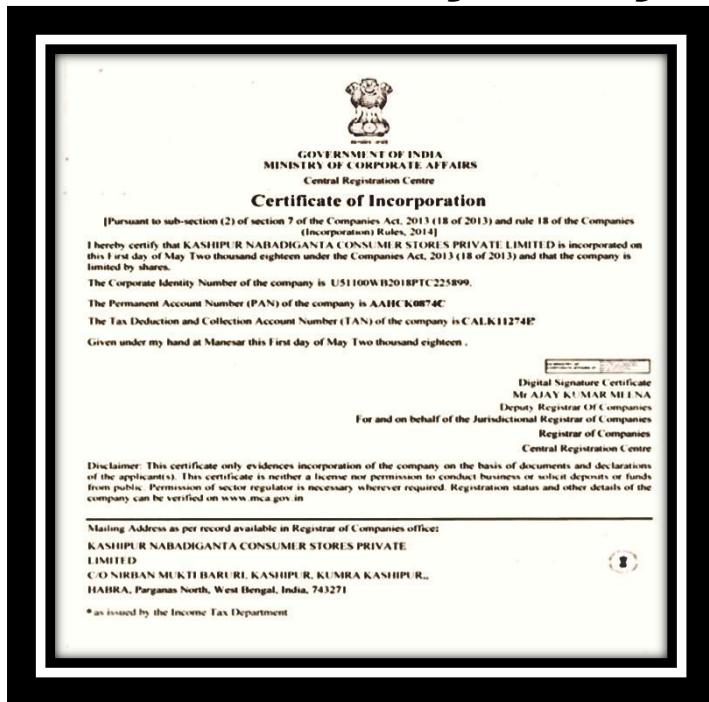 GOVERNMENT OF INDIA
MINISTRY OF CORPORATE AFFAIRS
Central Registration Centre
Certificate of Incorporation
[Pursuant to sub-section (2) of section 7 of the Companies Act, 2013 (18 of 2013) and rule 18 of the Companies
(Incorporation) Rules, 2014]
I hereby certify that KASHIPUR NABADIGANTA CONSUMER STORES PRIVATE LIMITED is incorporated on
this First day of May Two thousand eighteen under the Companies Act, 2013 (18 of 2013) and that the company is
limited by shares.
The Corporate Identity Number of the company is U51100WB2018PTC225899.
The Permanent Account Number (PAN) of the company is AAHCK0874C
The Tax Deduction and Collection Account Number (TAN) of the company is CALK11274E*
Given under my hand at Manesar this First day of May Two thousand eighteen .
Digital Signature Certificate
Mr AJAY KUMAR MEENA
Deputy Registrar Of Companies
For and on behalf of the Jurisdictional Registrar of Companies
Registrar of Companies
Central Registration Centre
Disclaimer: This certificate only evidences incorporation of the company on the basis of documents and declarations
of the applicant(s). This certificate is neither a license nor permission to conduct business or solicit deposits or funds
from public. Permission of sector regulator is necessary wherever required. Registration status and other details of the
company can be verified on www.mca.gov.in
Mailing Address as per record available in Registrar of Companies office:
KASHIPUR NABADIGANTA CONSUMER STORES PRIVATE
LIMITED
C/O NIRBAN MUKTI BARURI, KASHIPUR, KUMRA KASHIPUR,,
HABRA, Parganas North, West Bengal, India, 743271
* as issued by the Income Tax Department